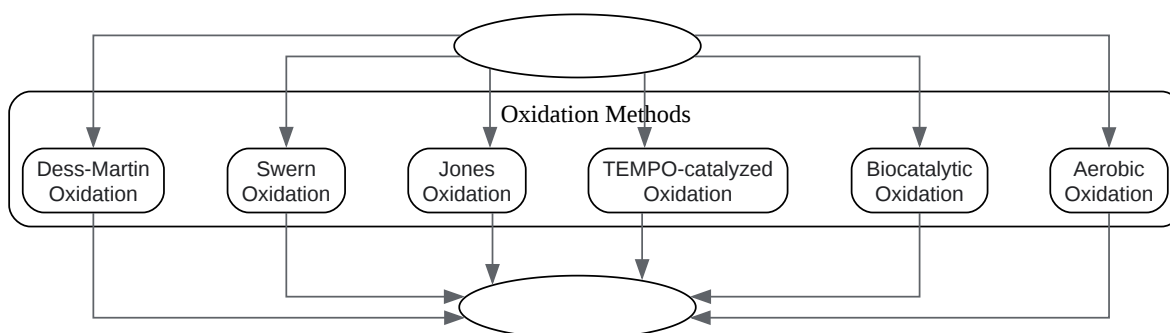 Oxidation Methods
Dess-Martin
Oxidation
Swern
Oxidation
Jones
Oxidation
TEMPO-catalyzed
Oxidation
Biocatalytic
Oxidation
Aerobic
Oxidation